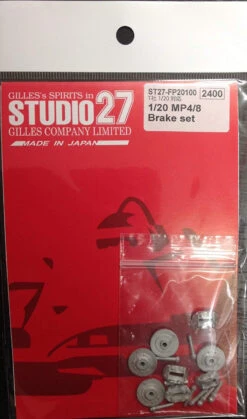 GILLES's SPIRITS in
STUDIO27
GILLES COMPANY LIMITED
MADE IN JAPAN
ST27-FP20100 2400
1/20 MP4/8
Brake set